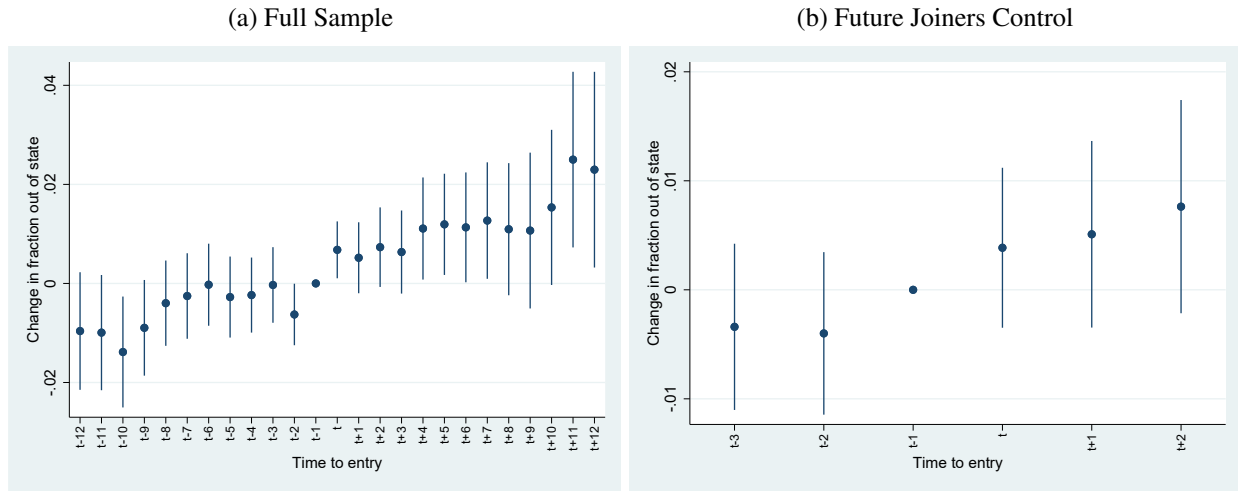 (a) Full Sample
Change in fraction out of state
.04
.02
0
-.02
t-12 t-11 t-10 t-9 t-8 t-7 t-6 t-5 t-4 t-3 t-2 t-1 t t+1 t+2 t+3 t+4 t+5 t+6 t+7 t+8 t+9 t+10 t+11 t+12
Time to entry
(b) Future Joiners Control
Change in fraction out of state
.02
.01
0
-.01
t-3 t-2 t-1 t t+1 t+2
Time to entry